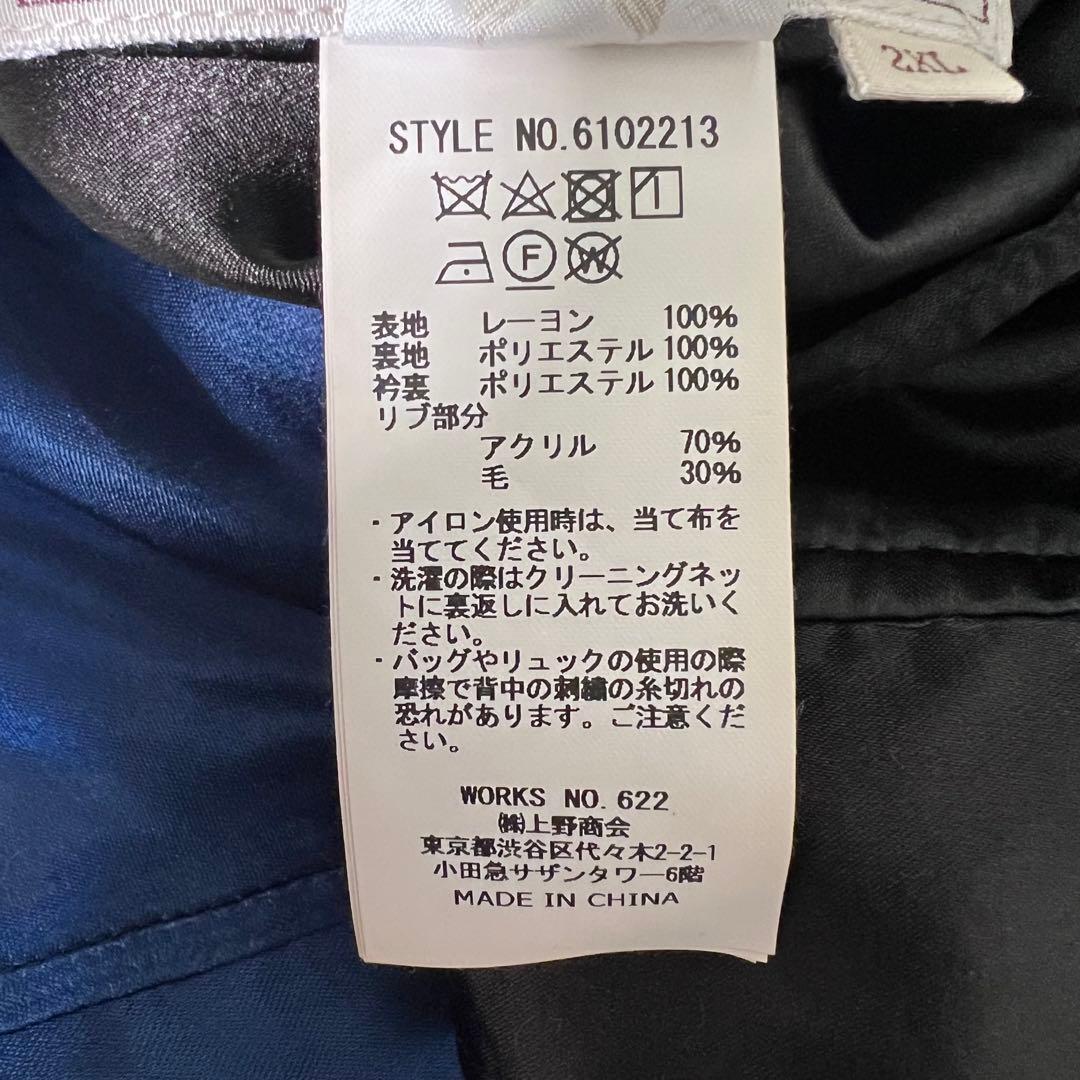 2XL
STYLE NO.6102213
F
W
表地 レーヨン 100%
裏地 ポリエステル 100%
衿裏 ポリエステル 100%
リブ部分
アクリル 70%
毛 30%
・アイロン使用時は、当て布を
当ててください。
・洗濯の際はクリーニングネッ
トに裏返しに入れてお洗いく
ださい。
・バッグやリュックの使用の際
摩擦で背中の刺繍の糸切れの
恐れがあります。ご注意くだ
さい。
WORKS NO. 622
㈱上野商会
東京都渋谷区代々木2-2-1
小田急サザンタワー6階
MADE IN CHINA